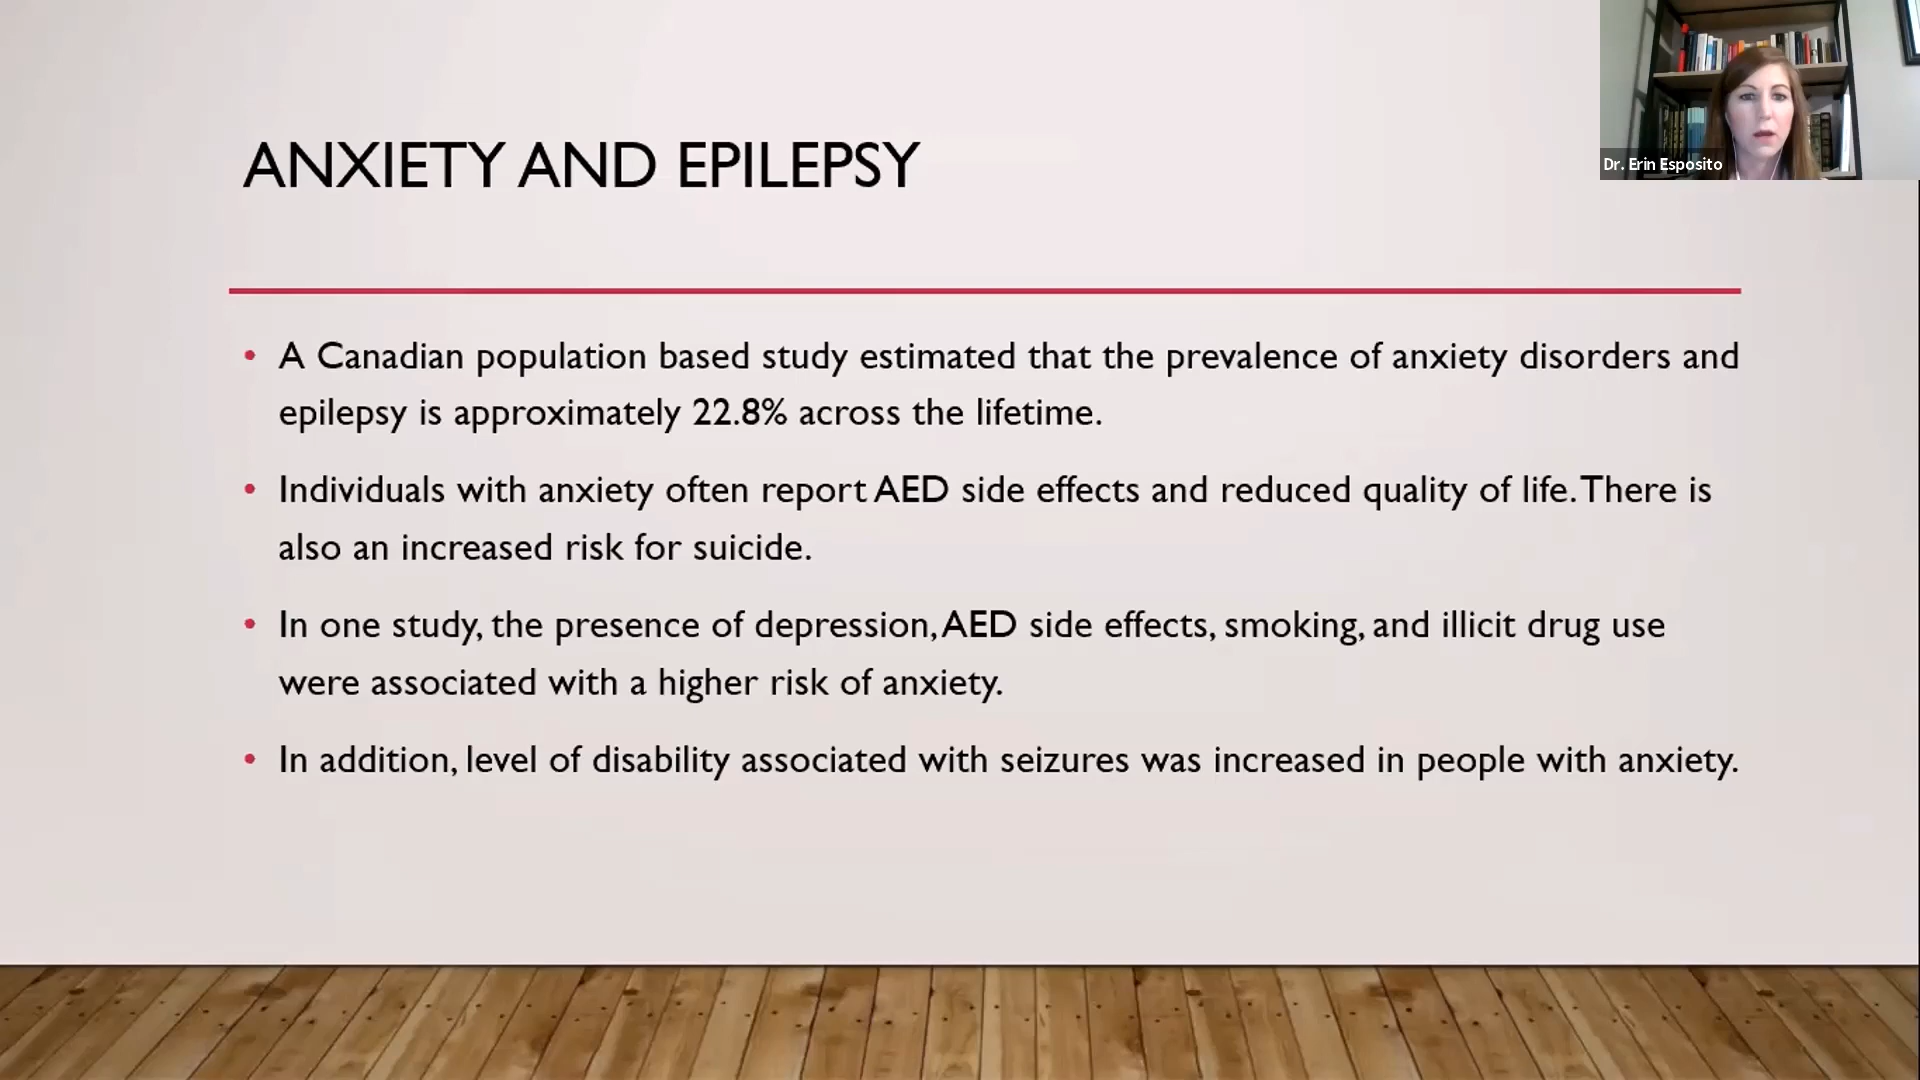 ANXIETY AND EPILEPSY
Dr. Erin Esposito
• A Canadian population based study estimated that the prevalence of anxiety disorders and
epilepsy is approximately 22.8% across the lifetime.
• Individuals with anxiety often report AED side effects and reduced quality of life. There is
also an increased risk for suicide.
• In one study, the presence of depression, AED side effects, smoking, and illicit drug use
were associated with a higher risk of anxiety.
• In addition, level of disability associated with seizures was increased in people with anxiety.